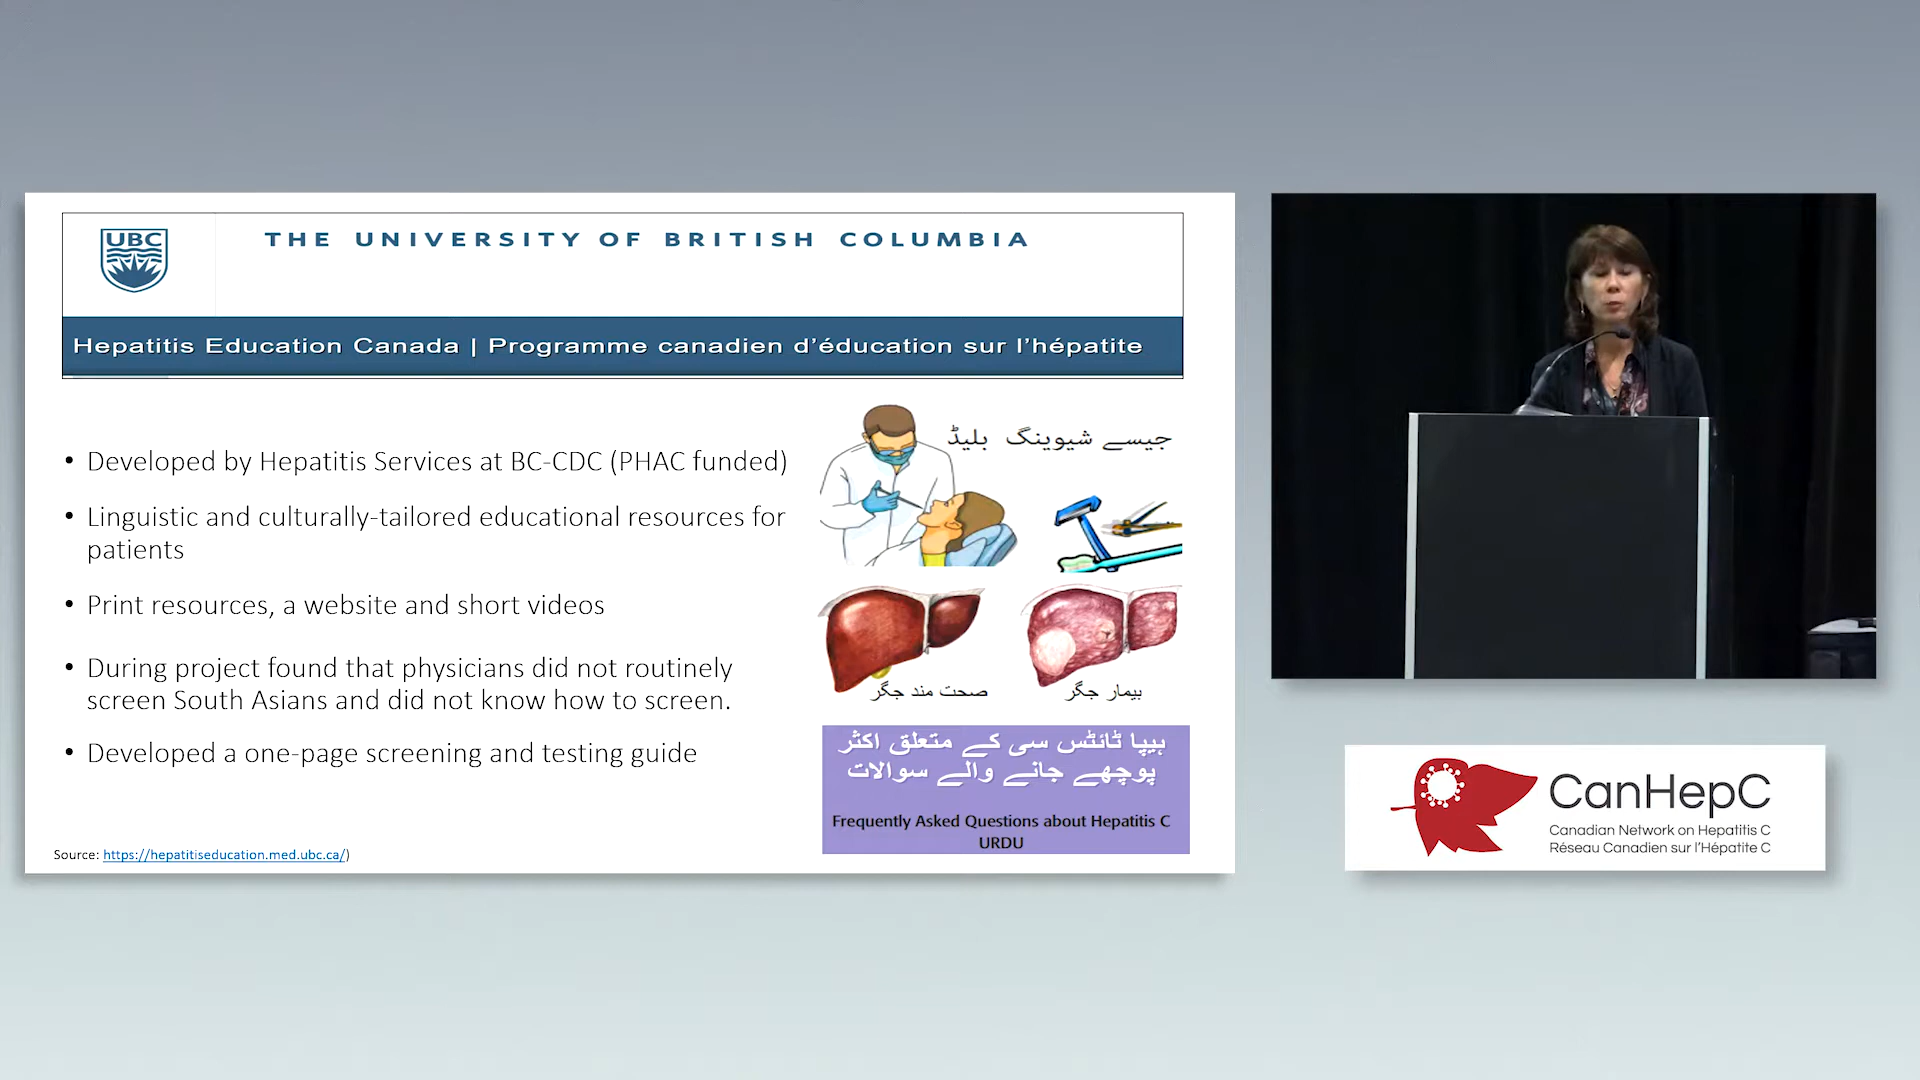 UBC
THE UNIVERSITY OF BRITISH COLUMBIA
Hepatitis Education Canada | Programme canadien d'éducation sur l'hépatite
• Developed by Hepatitis Services at BC-CDC (PHAC funded)
• Linguistic and culturally-tailored educational resources for
patients
• Print resources, a website and short videos
• During project found that physicians did not routinely
screen South Asians and did not know how to screen.
• Developed a one-page screening and testing guide
Source: https://hepatitiseducation.med.ubc.ca/)
جیسے شیوینگ بلیڈ
صحت مند جگر
بیمار جگر
ہیپا ٹائٹس سی کے متعلق اکثر
پوچھے جانے والے سوالات
Frequently Asked Questions about Hepatitis C
URDU
CanHepC
Canadian Network on Hepatitis C
Réseau Canadien sur l'Hépatite C